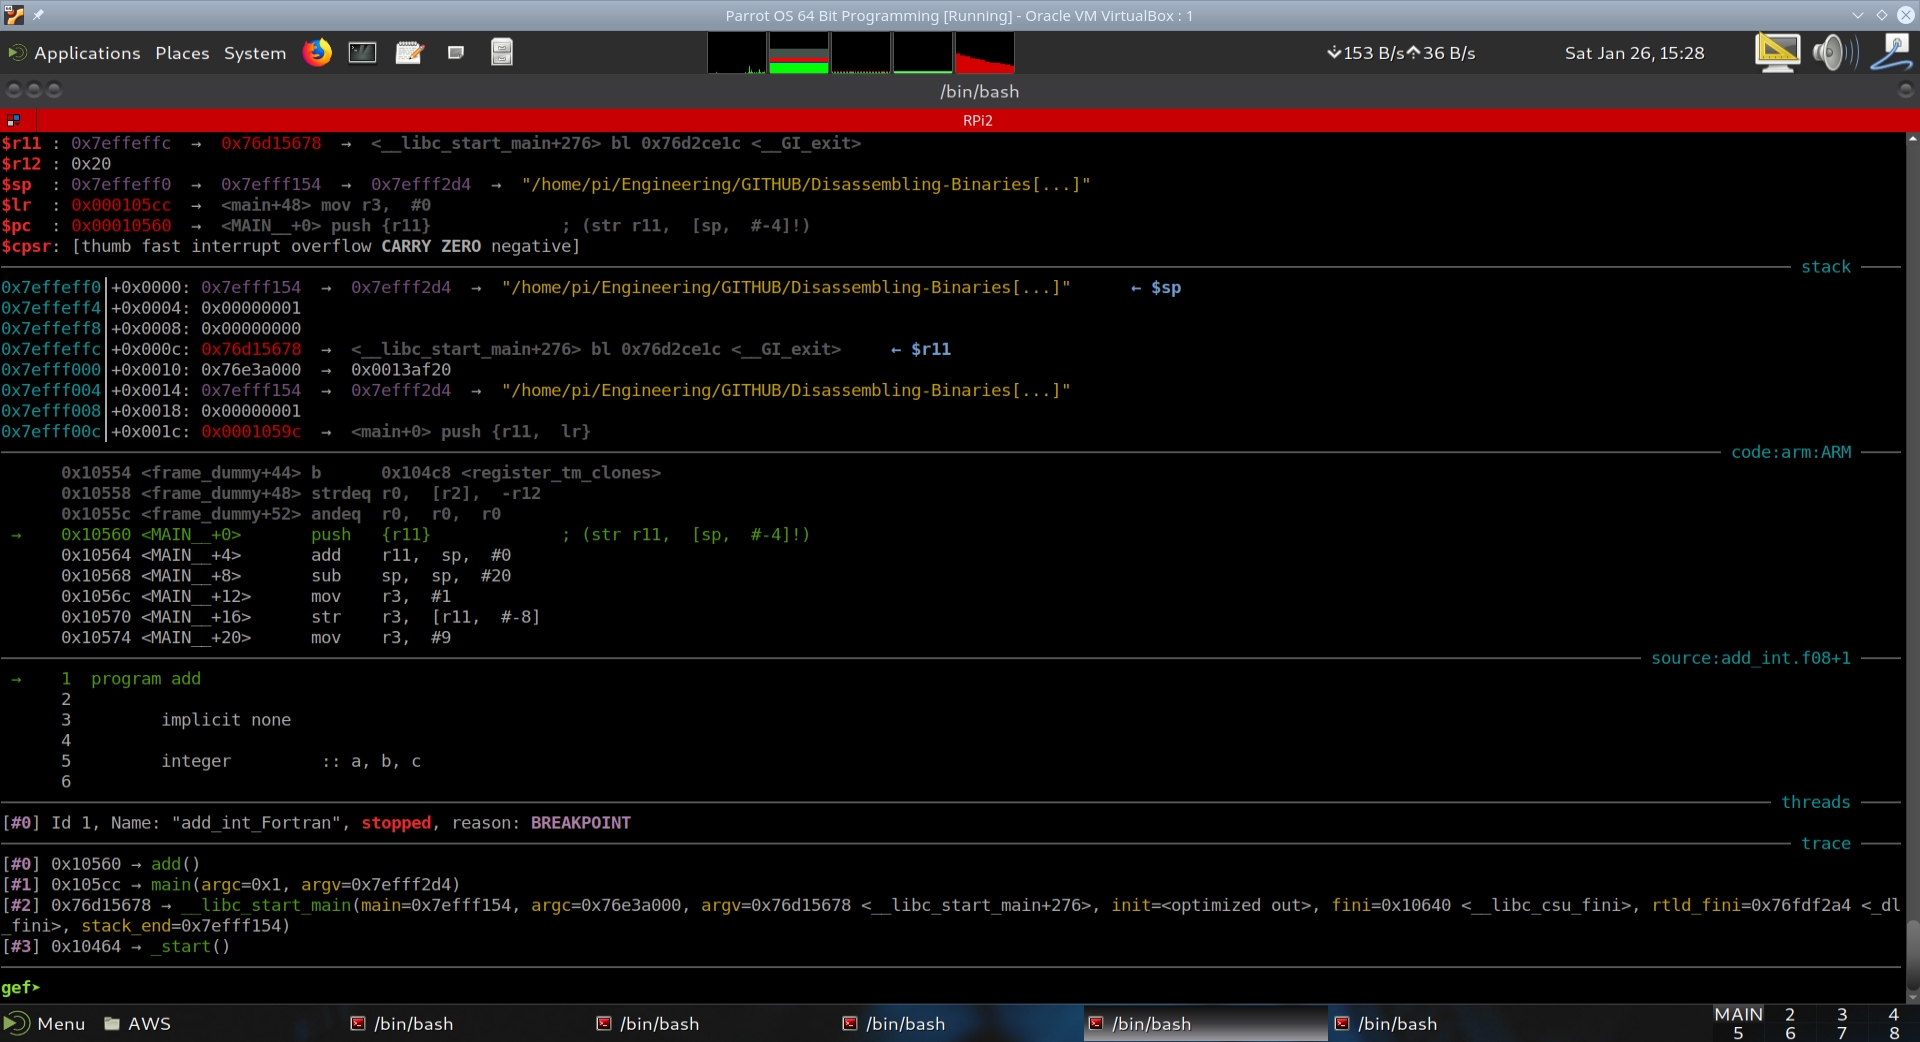 Parrot OS 64 Bit Programming [Running] - Oracle VM VirtualBox : 1
Applications Places System 153 B/s 36 B/s Sat Jan 26, 15:28
/bin/bash
RPi2
$r11 : 0x7effeffc → 0x76d15678 → <__libc_start_main+276> bl 0x76d2ce1c <__GI_exit>
$r12 : 0x20
$sp : 0x7effeff0 → 0x7efff154 → 0x7efff2d4 → "/home/pi/Engineering/GITHUB/Disassembling-Binaries[...]"
$lr : 0x000105cc → <main+48> mov r3, #0
$pc : 0x00010560 → <MAIN__+0> push {r11} ; (str r11, [sp, #-4]!)
$cpsr: [thumb fast interrupt overflow CARRY ZERO negative]
stack
0x7effeff0│+0x0000: 0x7efff154 → 0x7efff2d4 → "/home/pi/Engineering/GITHUB/Disassembling-Binaries[...]" ← $sp
0x7effeff4│+0x0004: 0x00000001
0x7effeff8│+0x0008: 0x00000000
0x7effeffc│+0x000c: 0x76d15678 → <__libc_start_main+276> bl 0x76d2ce1c <__GI_exit> ← $r11
0x7efff000│+0x0010: 0x76e3a000 → 0x0013af20
0x7efff004│+0x0014: 0x7efff154 → 0x7efff2d4 → "/home/pi/Engineering/GITHUB/Disassembling-Binaries[...]"
0x7efff008│+0x0018: 0x00000001
0x7efff00c│+0x001c: 0x0001059c → <main+0> push {r11, lr}
code:arm:ARM
0x10554 <frame_dummy+44> b 0x104c8 <register_tm_clones>
0x10558 <frame_dummy+48> strdeq r0, [r2], -r12
0x1055c <frame_dummy+52> andeq r0, r0, r0
→ 0x10560 <MAIN__+0> push {r11} ; (str r11, [sp, #-4]!)
0x10564 <MAIN__+4> add r11, sp, #0
0x10568 <MAIN__+8> sub sp, sp, #20
0x1056c <MAIN__+12> mov r3, #1
0x10570 <MAIN__+16> str r3, [r11, #-8]
0x10574 <MAIN__+20> mov r3, #9
source:add_int.f08+1
→ 1 program add
2
3 implicit none
4
5 integer :: a, b, c
6
threads
[#0] Id 1, Name: "add_int_Fortran", stopped, reason: BREAKPOINT
trace
[#0] 0x10560 → add()
[#1] 0x105cc → main(argc=0x1, argv=0x7efff2d4)
[#2] 0x76d15678 → __libc_start_main(main=0x7efff154, argc=0x76e3a000, argv=0x76d15678 <__libc_start_main+276>, init=<optimized out>, fini=0x10640 <__libc_csu_fini>, rtld_fini=0x76fdf2a4 <_dl
_fini>, stack_end=0x7efff154)
[#3] 0x10464 → _start()
gef➤
Menu AWS /bin/bash /bin/bash /bin/bash /bin/bash /bin/bash MAIN 2 3 4
5 6 7 8